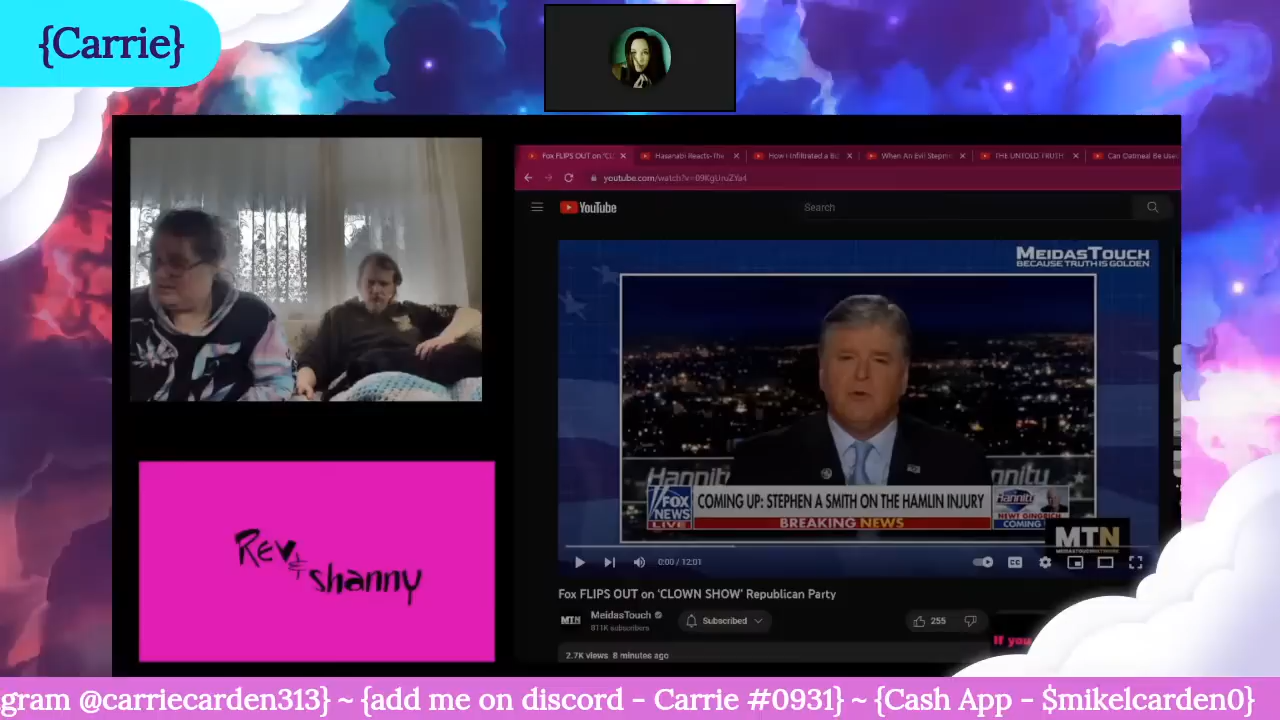 {Carrie}
Fox FLIPS OUT on 'CL
Hasanabi Reacts-The
How I Infiltrated a Bu
When An Evil Stepm
THE UNTOLD TRUTH
Can Oatmeal Be Use
YouTube
Search
MEIDASTOUCH
BECAUSE TRUTH IS GOLDEN
Hannity
nnity
FOX
NEWS
LIVE
COMING UP: STEPHEN A SMITH ON THE HAMLIN INJURY
BREAKING NEWS
Hannity
NEWT GINGRICH
COMING
MTN
0:00 / 12:01
Fox FLIPS OUT on 'CLOWN SHOW' Republican Party
MTN
MeidasTouch
811K subscribers
Subscribed
255
2.7K views 8 minutes ago
If you
Rev
&
shanny
gram @carriecarden313} ~ {add me on discord - Carrie #0931} ~ {Cash App - $mikelcarden0}